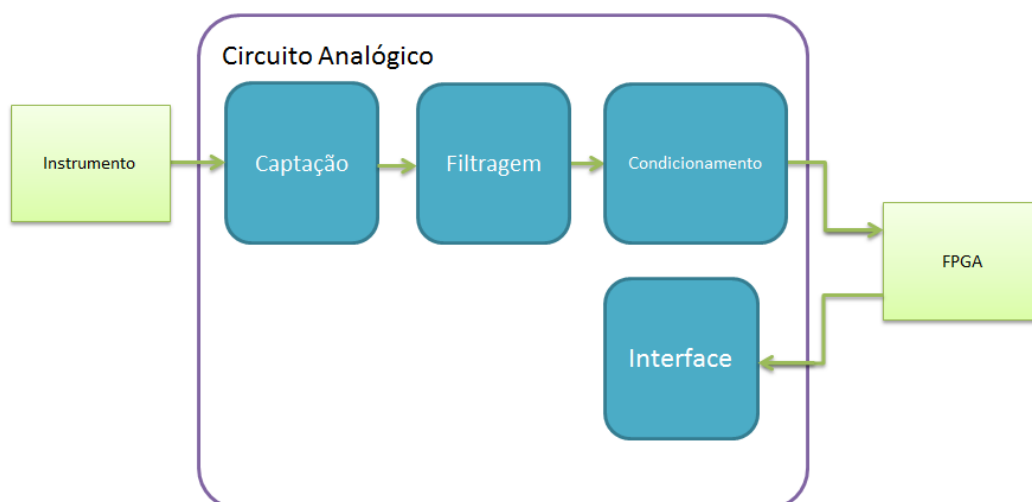 Circuito Analógico
Instrumento
Captação
Filtragem
Condicionamento
FPGA
Interface